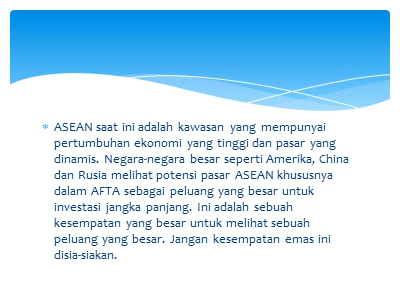 * ASEAN saat ini adalah kawasan yang mempunyai
pertumbuhan ekonomi yang tinggi dan pasar yang
dinamis. Negara-negara besar seperti Amerika, China
dan Rusia melihat potensi pasar ASEAN khususnya
dalam AFTA sebagai peluang yang besar untuk
investasi jangka panjang. Ini adalah sebuah
kesempatan yang besar untuk melihat sebuah
peluang yang besar. Jangan kesempatan emas ini
disia-siakan.